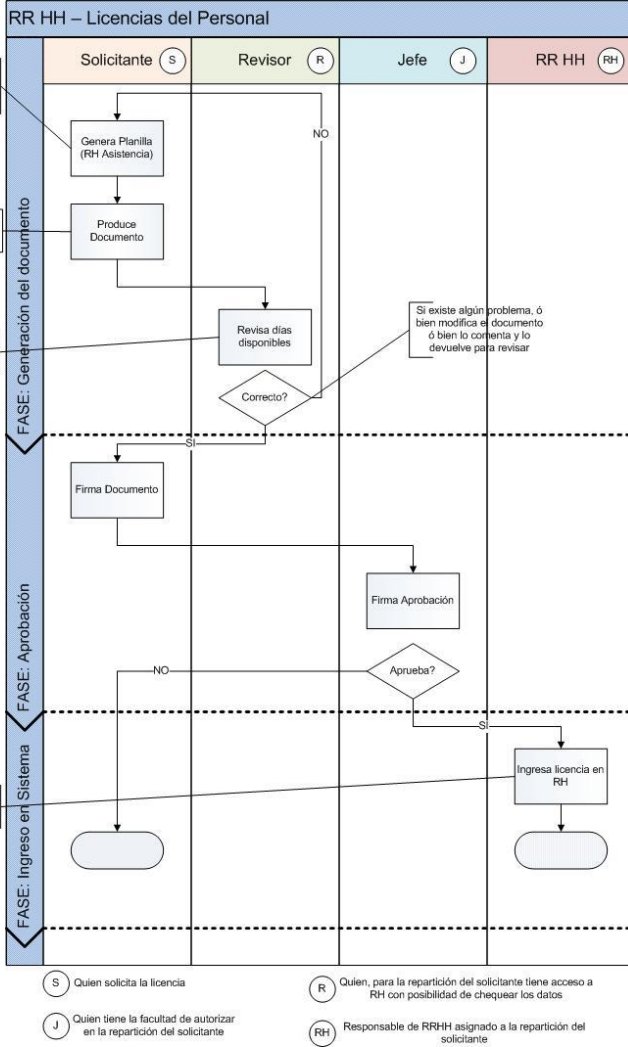 RR HH – Licencias del Personal
Solicitante
S
Revisor
R
Jefe
J
RR HH
RH
FASE: Generación del documento
Genera Planilla
(RH Asistencia)
NO
Produce
Documento
Revisa días
disponibles
Si existe algún problema, ó
bien modifica el documento
ó bien lo comenta y lo
devuelve para revisar
Correcto?
SI
FASE: Aprobación
Firma Documento
Firma Aprobación
Aprueba?
NO
SI
FASE: Ingreso en Sistema
Ingresa licencia en
RH
S
Quien solicita la licencia
R
Quien, para la repartición del solicitante tiene acceso a
RH con posibilidad de chequear los datos
J
Quien tiene la facultad de autorizar
en la repartición del solicitante
RH
Responsable de RRHH asignado a la repartición del
solicitante